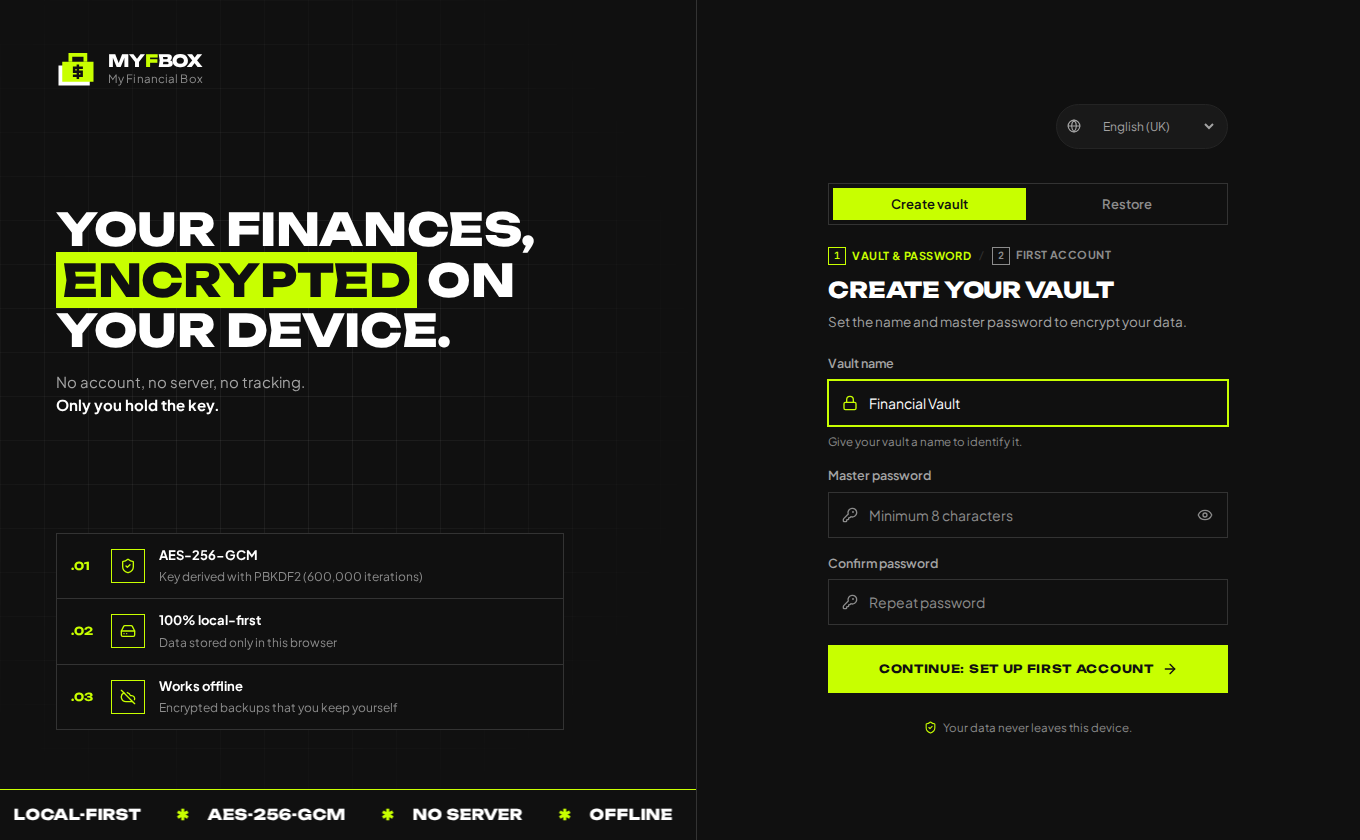 MYFBOX
My Financial Box
YOUR FINANCES,
ENCRYPTED ON
YOUR DEVICE.
No account, no server, no tracking.
Only you hold the key.
.01
AES-256-GCM
Key derived with PBKDF2 (600,000 iterations)
.02
100% local-first
Data stored only in this browser
.03
Works offline
Encrypted backups that you keep yourself
LOCAL-FIRST * AES-256-GCM * NO SERVER * OFFLINE
English (UK)
Create vault Restore
1 VAULT & PASSWORD / 2 FIRST ACCOUNT
CREATE YOUR VAULT
Set the name and master password to encrypt your data.
Vault name
Financial Vault
Give your vault a name to identify it.
Master password
Minimum 8 characters
Confirm password
Repeat password
CONTINUE: SET UP FIRST ACCOUNT →
Your data never leaves this device.